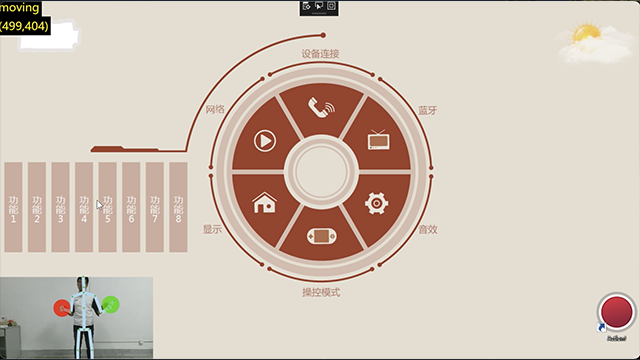 moving
(499,404)
设备连接
网络
蓝牙
功能1
功能2
功能3
功能4
功能5
功能6
功能7
功能8
显示
音效
操控模式